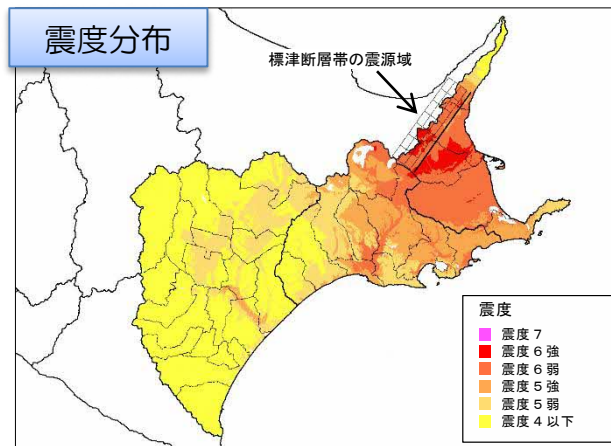 震度分布
標津断層帯の震源域
震度
震度７
震度６強
震度６弱
震度５強
震度５弱
震度４以下